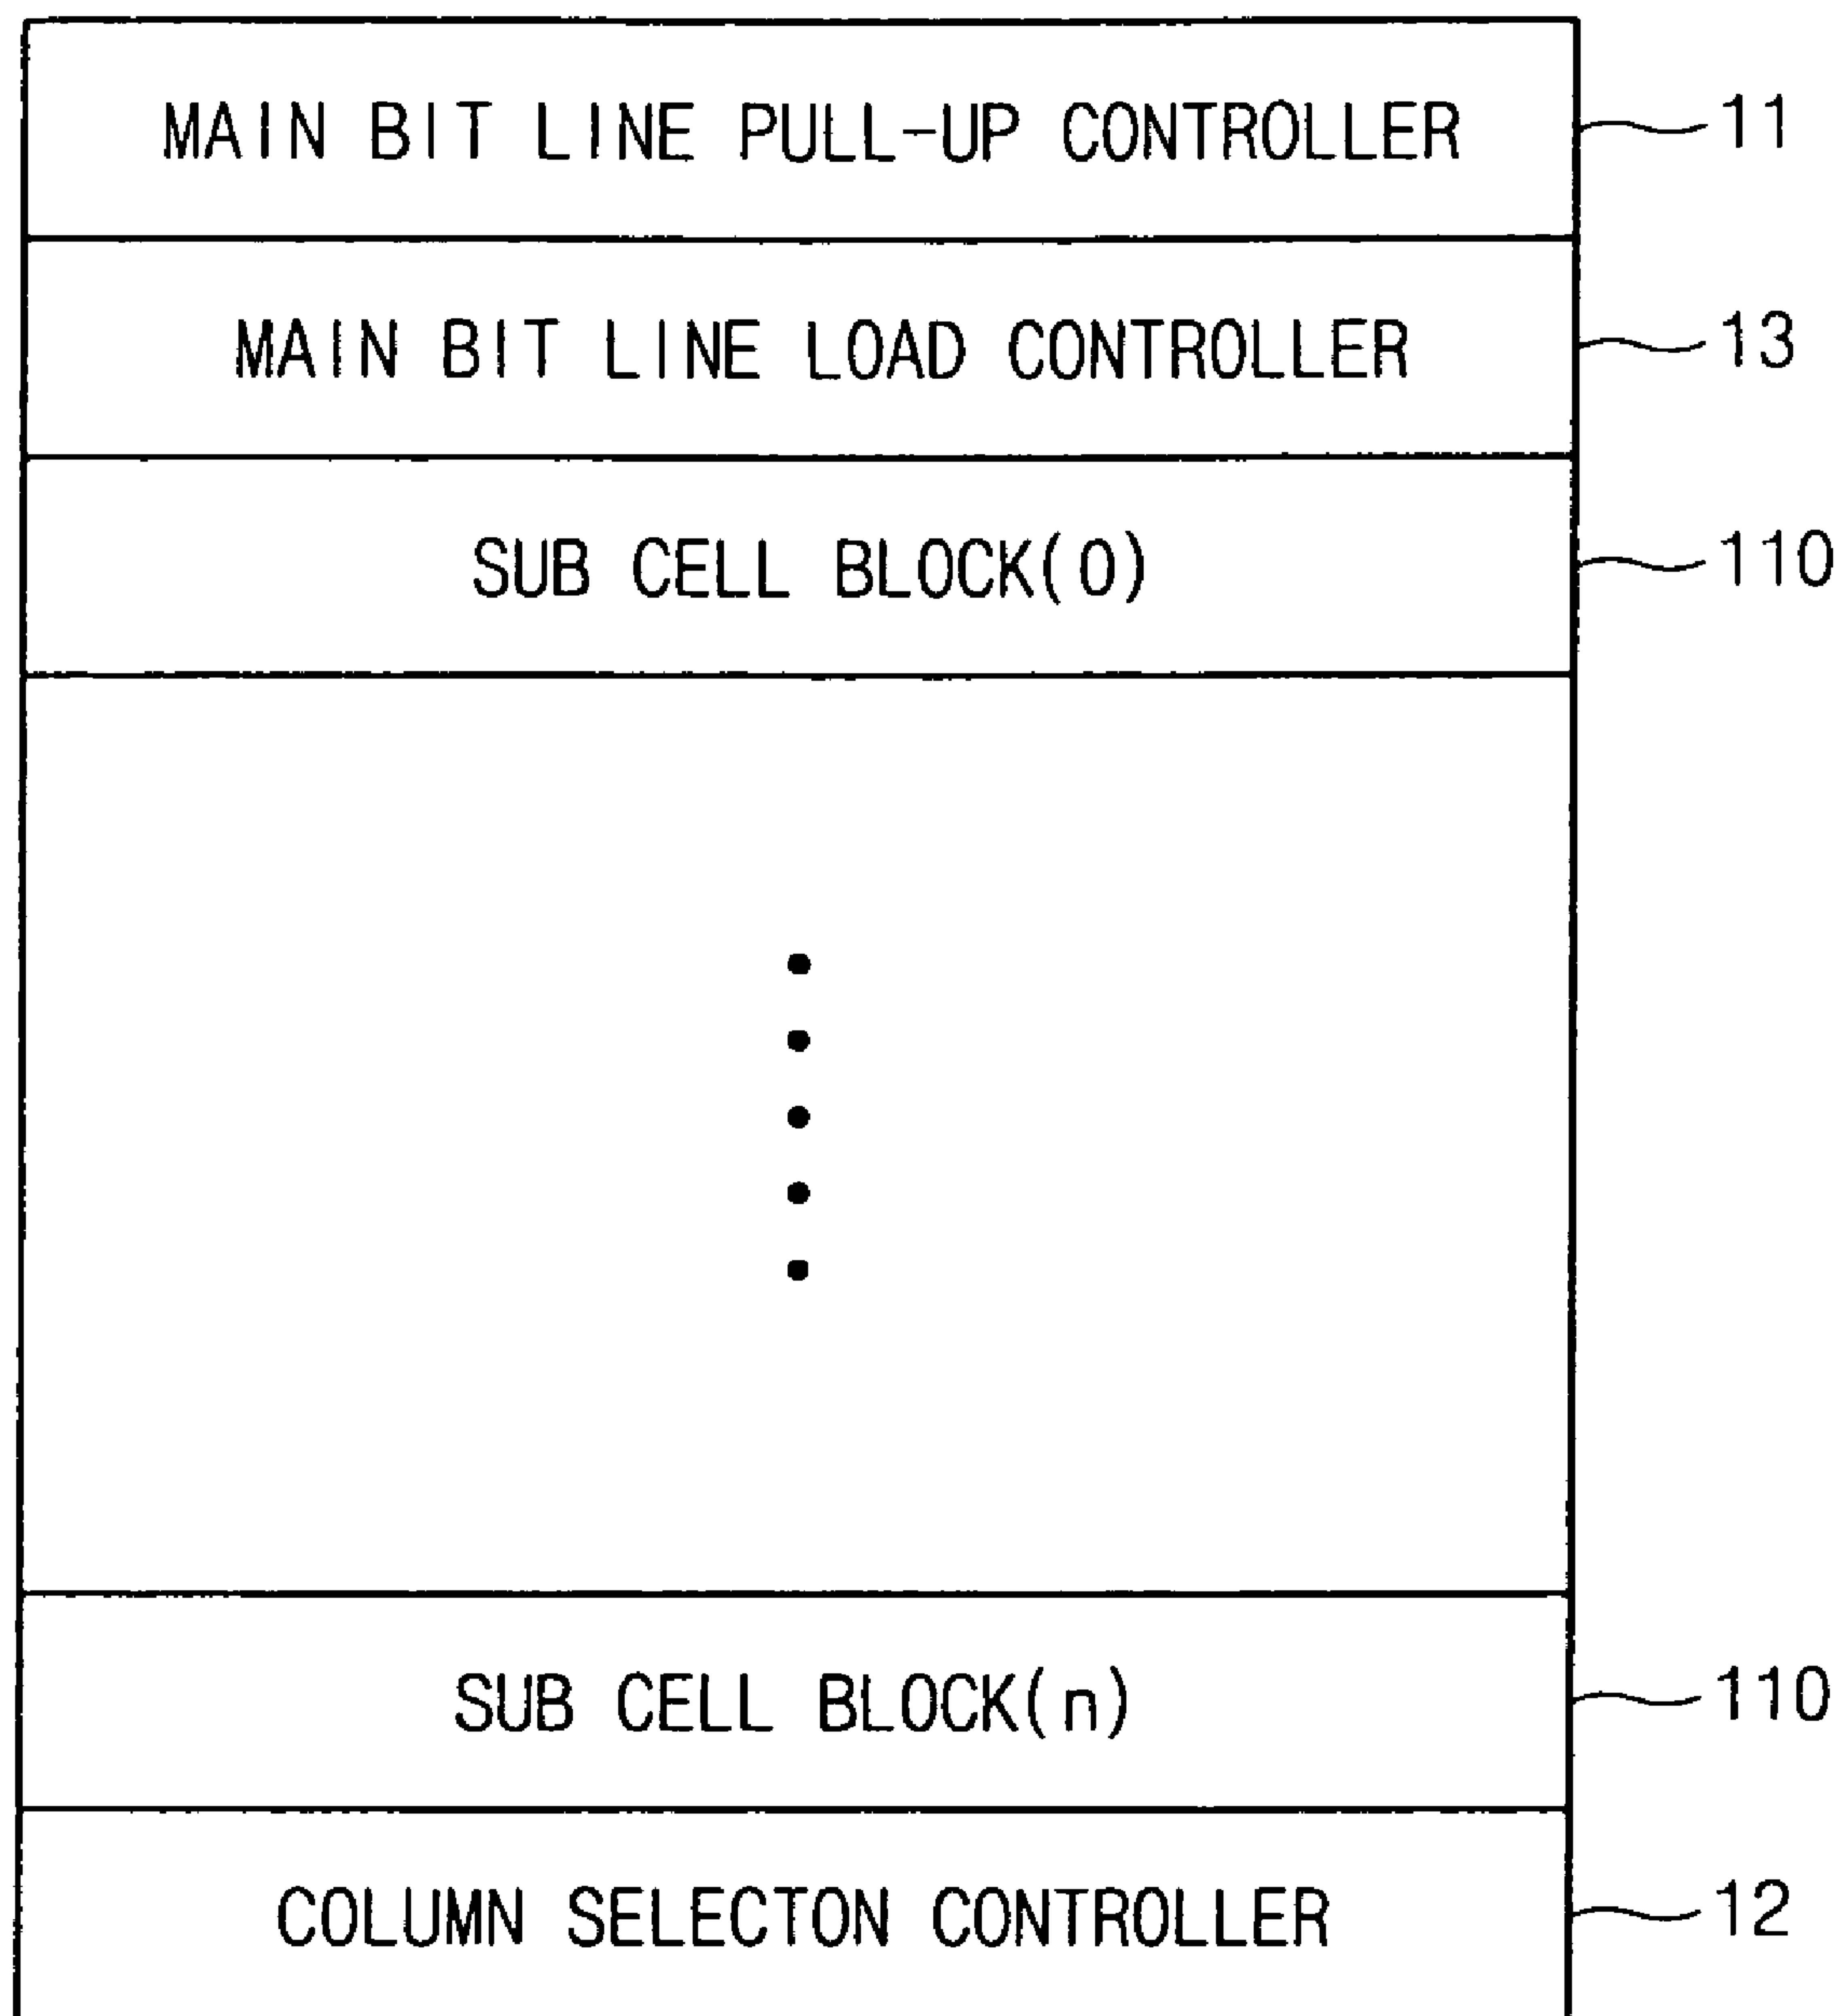 MAIN BIT LINE PULL-UP CONTROLLER 11
MAIN BIT LINE LOAD CONTROLLER 13
SUB CELL BLOCK(0) 110
SUB CELL BLOCK(n) 110
COLUMN SELECTON CONTROLLER 12